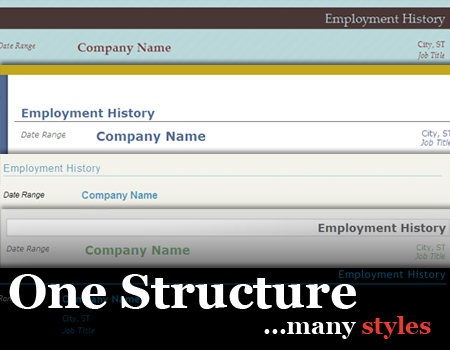 Employment History
Date Range Company Name City, ST
Job Title
Employment History
Date Range Company Name City, ST
Job Title
Employment History
Date Range Company Name
Employment History
Date Range Company Name City, ST
Job Title
Employment History
Company Name
City, ST
Job Title
One Structure
...many styles